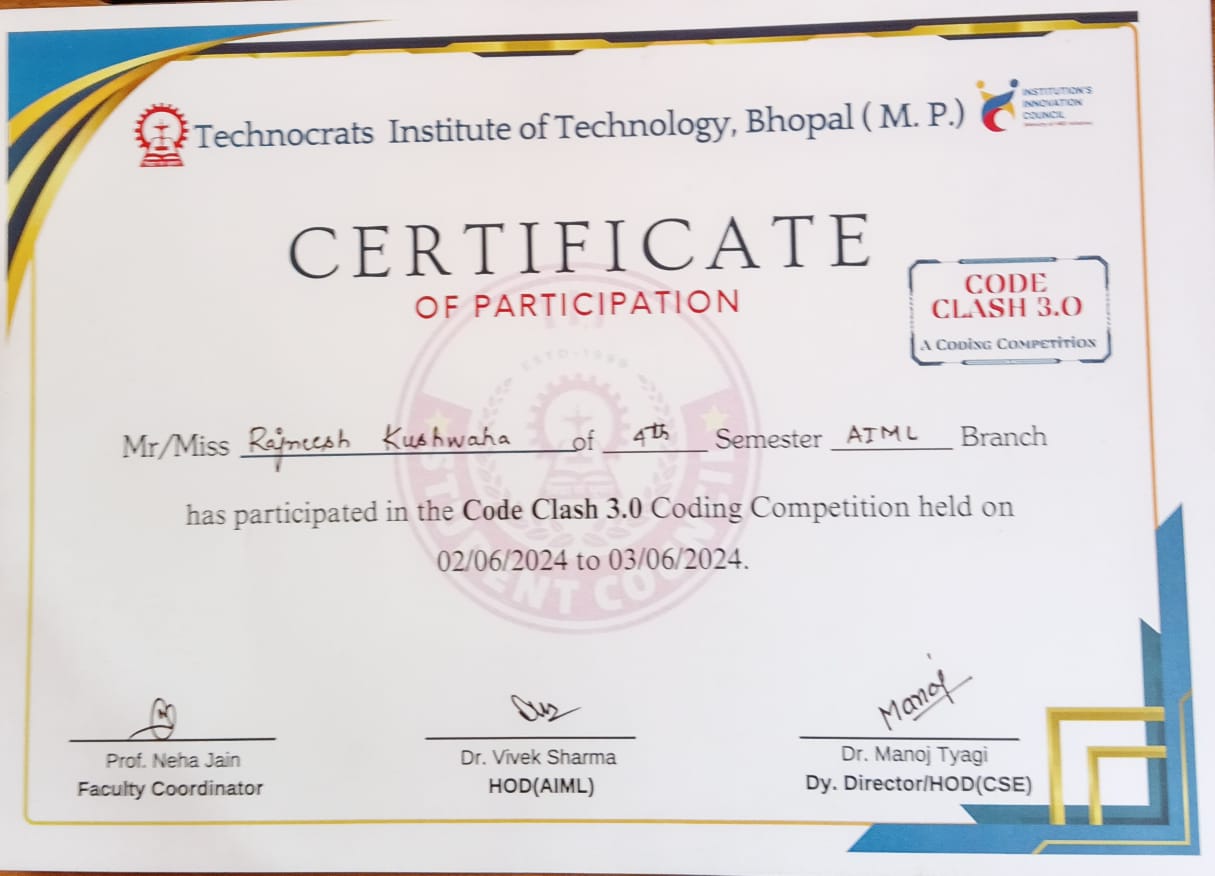 Technocrats Institute of Technology, Bhopal ( M. P.)
INSTITUTION'S
INNOVATION
COUNCIL
CERTIFICATE
OF PARTICIPATION
CODE
CLASH 3.0
A CODING COMPETITION
ESTD-1999
Mr/Miss Rajneesh Kushwaha of 4th Semester AIML Branch
has participated in the Code Clash 3.0 Coding Competition held on
02/06/2024 to 03/06/2024.
STUDENT COUNCIL
Manoj
Prof. Neha Jain
Faculty Coordinator
Dr. Vivek Sharma
HOD(AIML)
Dr. Manoj Tyagi
Dy. Director/HOD(CSE)